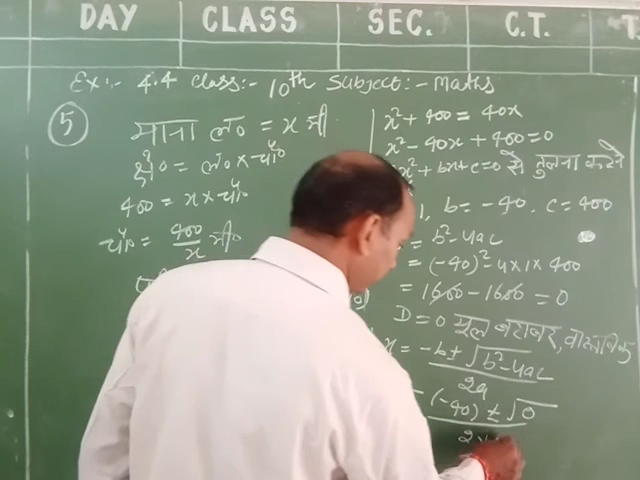 DAY CLASS SEC. C.T.
Ex:- 4.4 Class:- 10th Subject:- Maths
5
माना ल० = x मी
क्षे० = ल० × चौ०
400 = x × चौ०
चौ० = 400/x मी०
x² + 400 = 40x
x² - 40x + 400 = 0
x² + bx + c = 0 से तुलना करने
b = -40, c = 400
= b² - 4ac
= (-40)² - 4×1×400
= 1600 - 1600 = 0
D = 0 मूल बराबर, वास्तविक
x = -b ± √b² - 4ac / 2a
-(-40) ± √0 / 2×